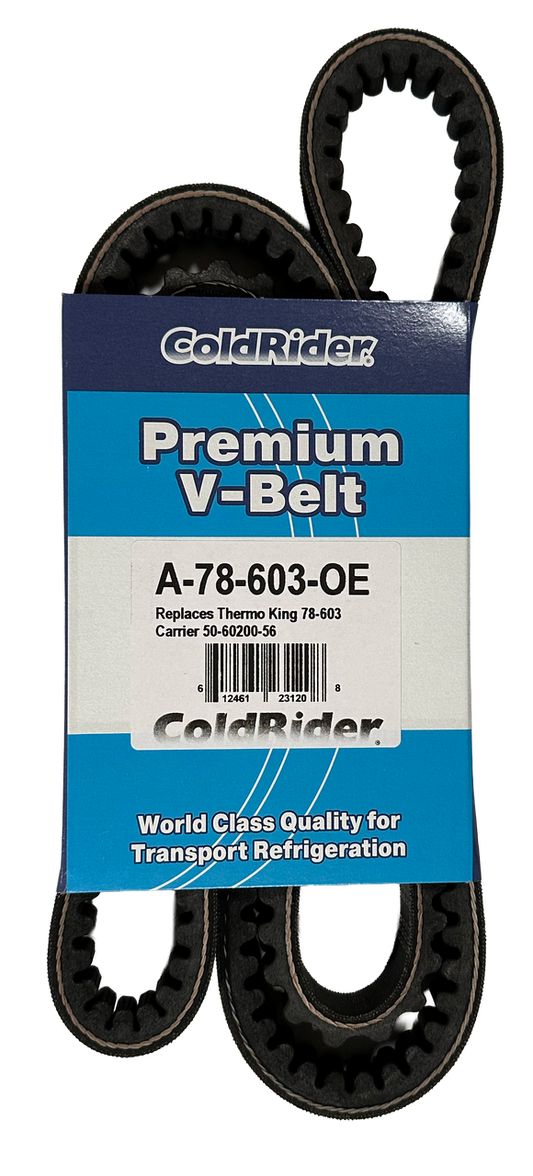 ColdRider®
Premium
V-Belt
A-78-603-OE
Replaces Thermo King 78-603
Carrier 50-60200-56
6 12461 23120 8
ColdRider®
World Class Quality for
Transport Refrigeration